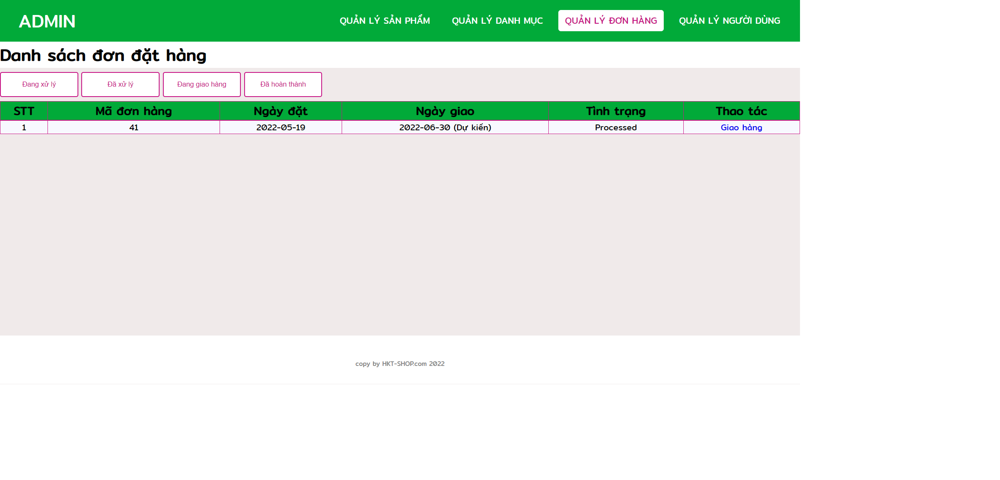 ADMIN QUẢN LÝ SẢN PHẨM QUẢN LÝ DANH MỤC QUẢN LÝ ĐƠN HÀNG QUẢN LÝ NGƯỜI DÙNG
Danh sách đơn đặt hàng
Đang xử lý Đã xử lý Đang giao hàng Đã hoàn thành
STT Mã đơn hàng Ngày đặt Ngày giao Tình trạng Thao tác
1 41 2022-05-19 2022-06-30 (Dự kiến) Processed Giao hàng
copy by HKT-SHOP.com 2022